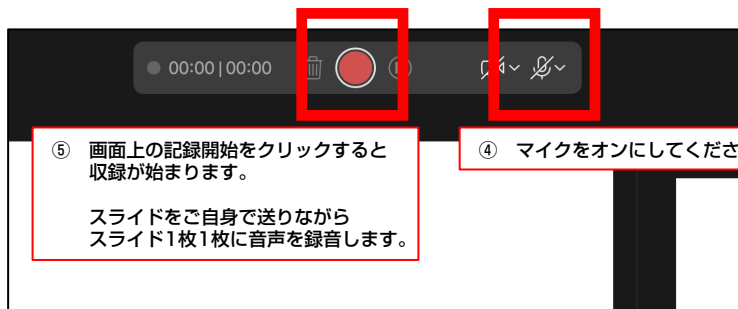 00:00 | 00:00
⑤ 画面上の記録開始をクリックすると
収録が始まります。
スライドをご自身で送りながら
スライド1枚1枚に音声を録音します。
④ マイクをオンにしてくださ